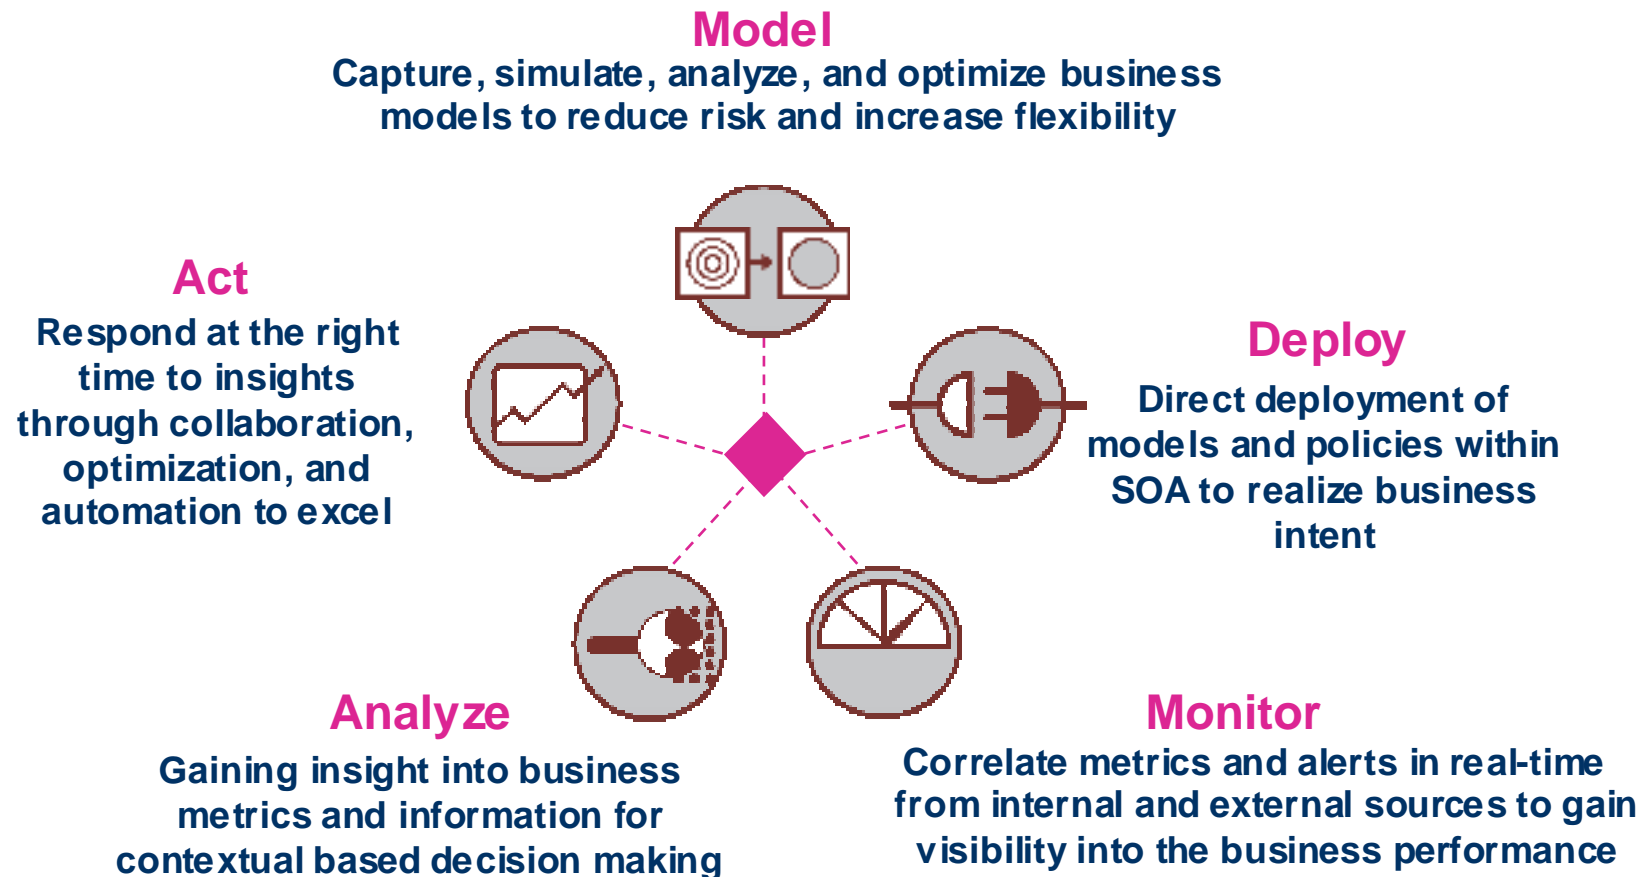 Model
Capture, simulate, analyze, and optimize business
models to reduce risk and increase flexibility
Act
Respond at the right
time to insights
through collaboration,
optimization, and
automation to excel
Deploy
Direct deployment of
models and policies within
SOA to realize business
intent
Analyze
Gaining insight into business
metrics and information for
contextual based decision making
Monitor
Correlate metrics and alerts in real-time
from internal and external sources to gain
visibility into the business performance